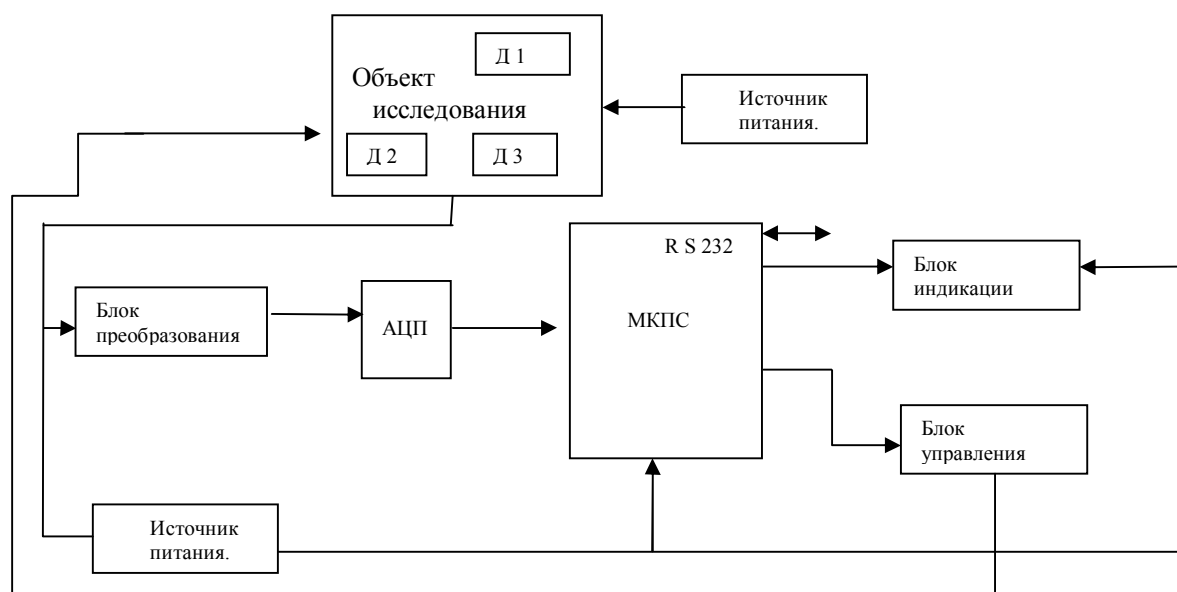 Д 1
Объект
исследования
Д 2
Д 3
Источник
питания.
R S 232
МКПС
Блок
индикации
Блок
преобразования
АЦП
Блок
управления
Источник
питания.